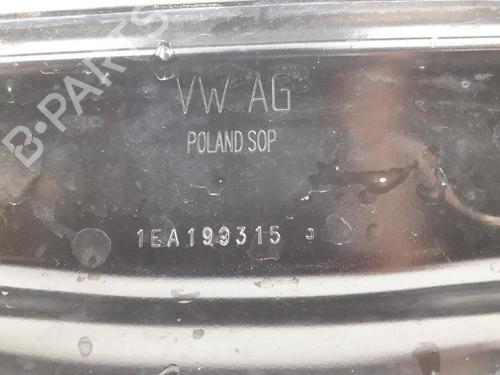 B-PARTS
VW AG
POLAND SOP
1EA199315 J